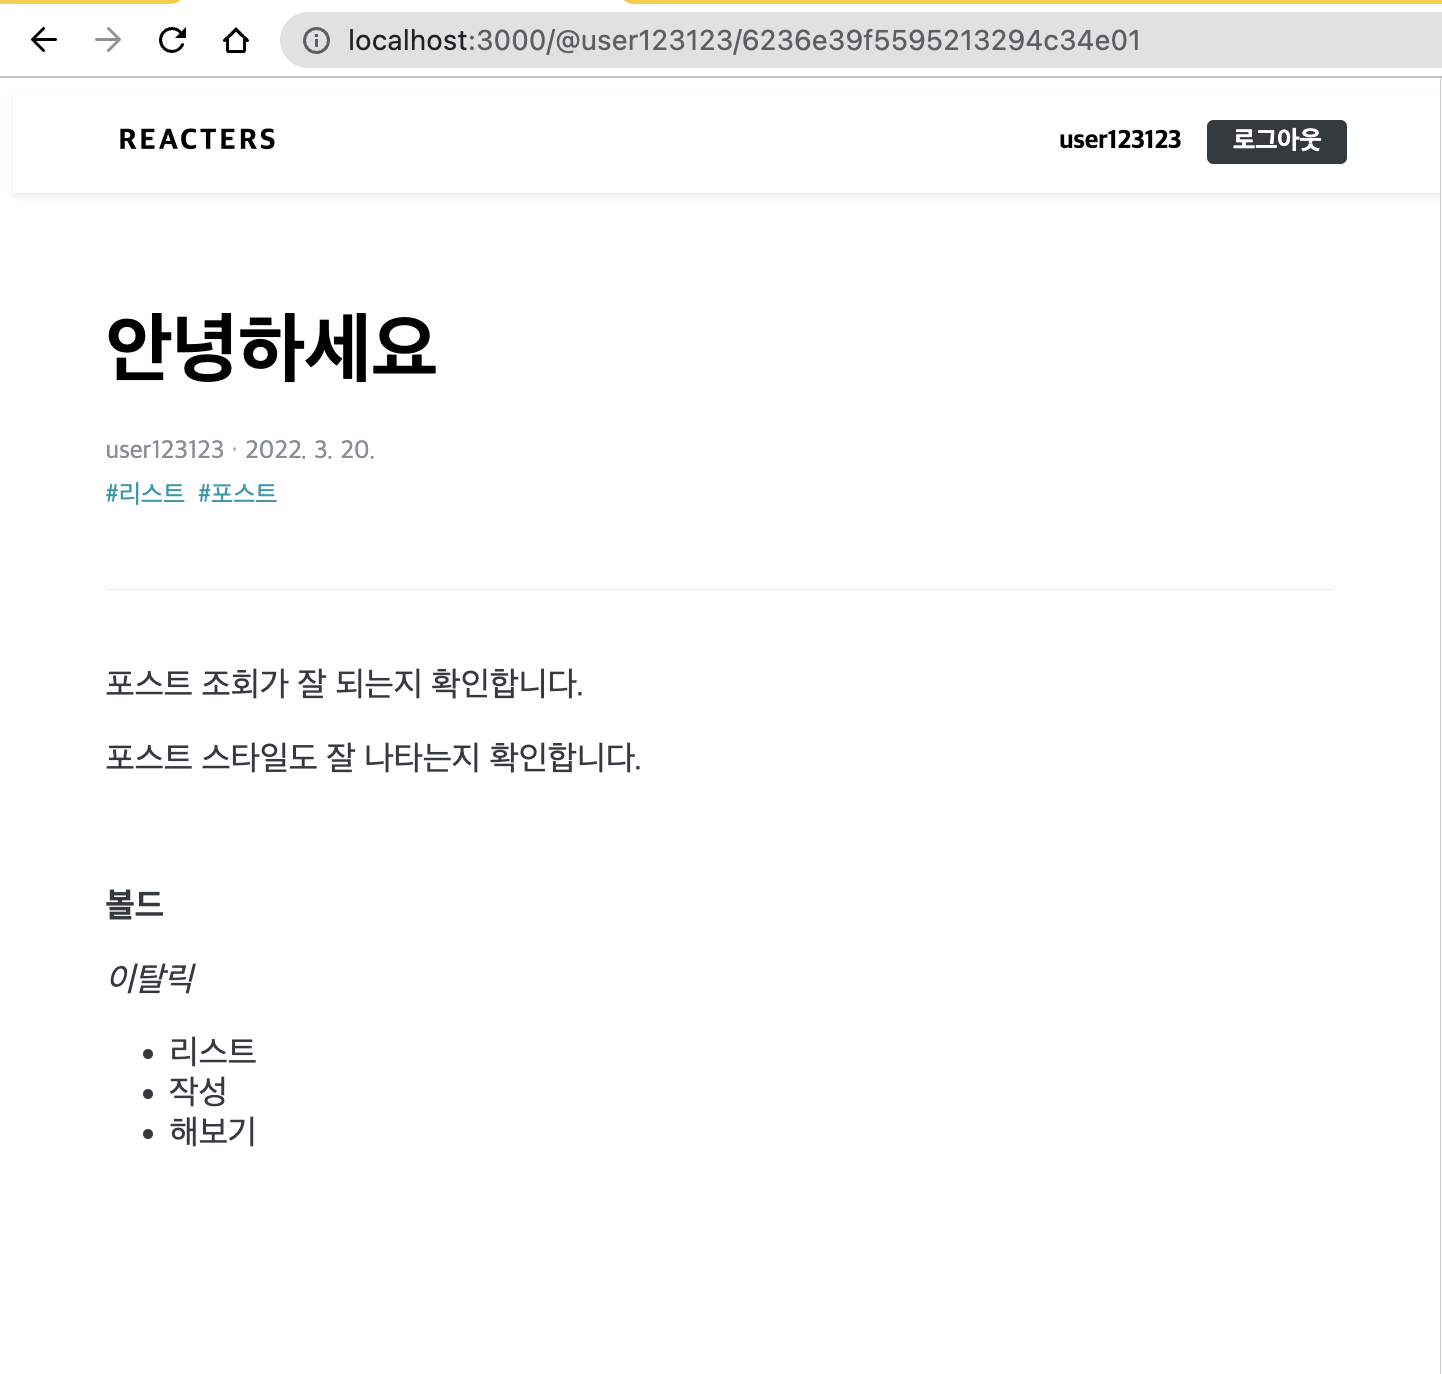 localhost:3000/@user123123/6236e39f5595213294c34e01
REACTERS
user123123
로그아웃
안녕하세요
user123123 · 2022. 3. 20.
#리스트 #포스트
포스트 조회가 잘 되는지 확인합니다.
포스트 스타일도 잘 나타는지 확인합니다.
볼드
이탈릭
• 리스트
• 작성
• 해보기